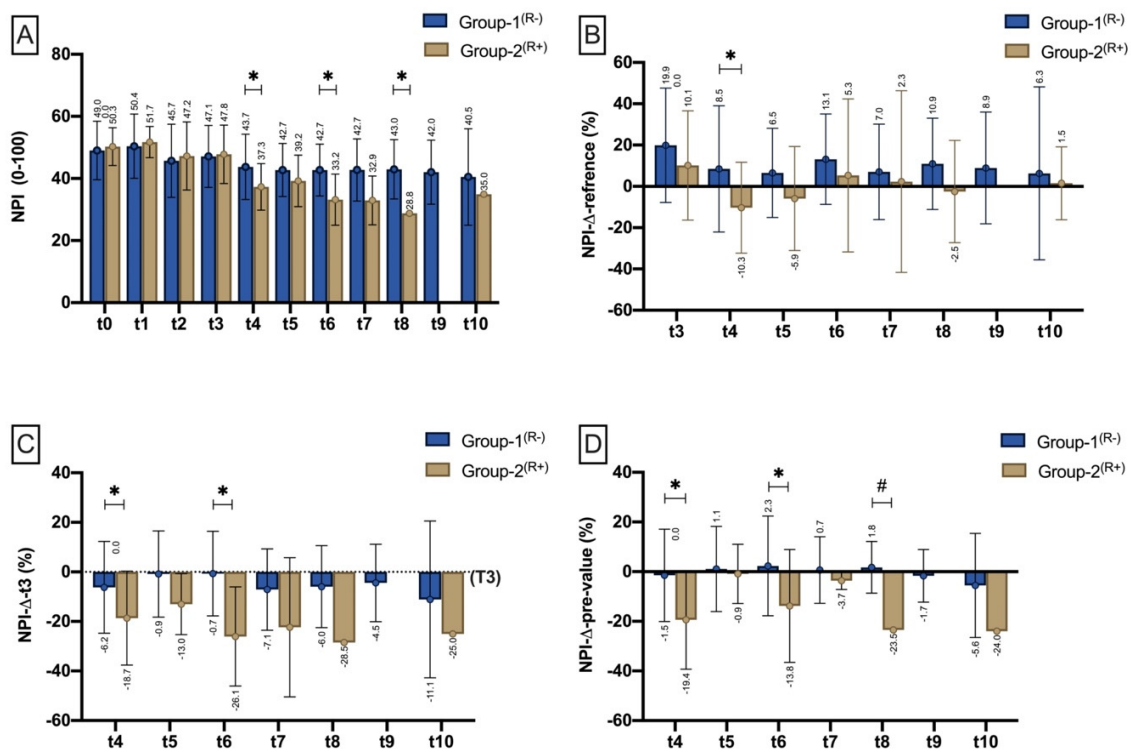 A
Group-1(R-)
Group-2(R+)
NPI (0-100)
80
60
40
20
0
* * *
49.0 0.0 50.3 50.4 51.7 45.7 47.2 47.1 47.8 43.7 37.3 42.7 39.2 42.7 33.2 42.7 32.9 43.0 28.8 42.0 40.5 35.0
t0 t1 t2 t3 t4 t5 t6 t7 t8 t9 t10
B
Group-1(R-)
Group-2(R+)
NPI-Δ-refrence (%)
60
40
20
0
-20
-40
-60
*
19.9 0.0 10.1 8.5 -10.3 6.5 -5.9 13.1 5.3 7.0 2.3 10.9 -2.5 8.9 6.3 1.5
t3 t4 t5 t6 t7 t8 t9 t10
C
Group-1(R-)
Group-2(R+)
NPI-Δ-t3 (%)
40
20
0
-20
-40
-60
* *
(T3)
-6.2 0.0 -18.7 -0.9 -13.0 -0.7 -26.1 -7.1 -6.0 -28.5 -4.5 -11.1 -25.0
t4 t5 t6 t7 t8 t9 t10
D
Group-1(R-)
Group-2(R+)
NPI-Δ-pre-value (%)
40
20
0
-20
-40
-60
* * #
-1.5 0.0 -19.4 1.1 -0.9 2.3 -13.8 0.7 -3.7 1.8 -23.5 -1.7 -5.6 -24.0
t4 t5 t6 t7 t8 t9 t10